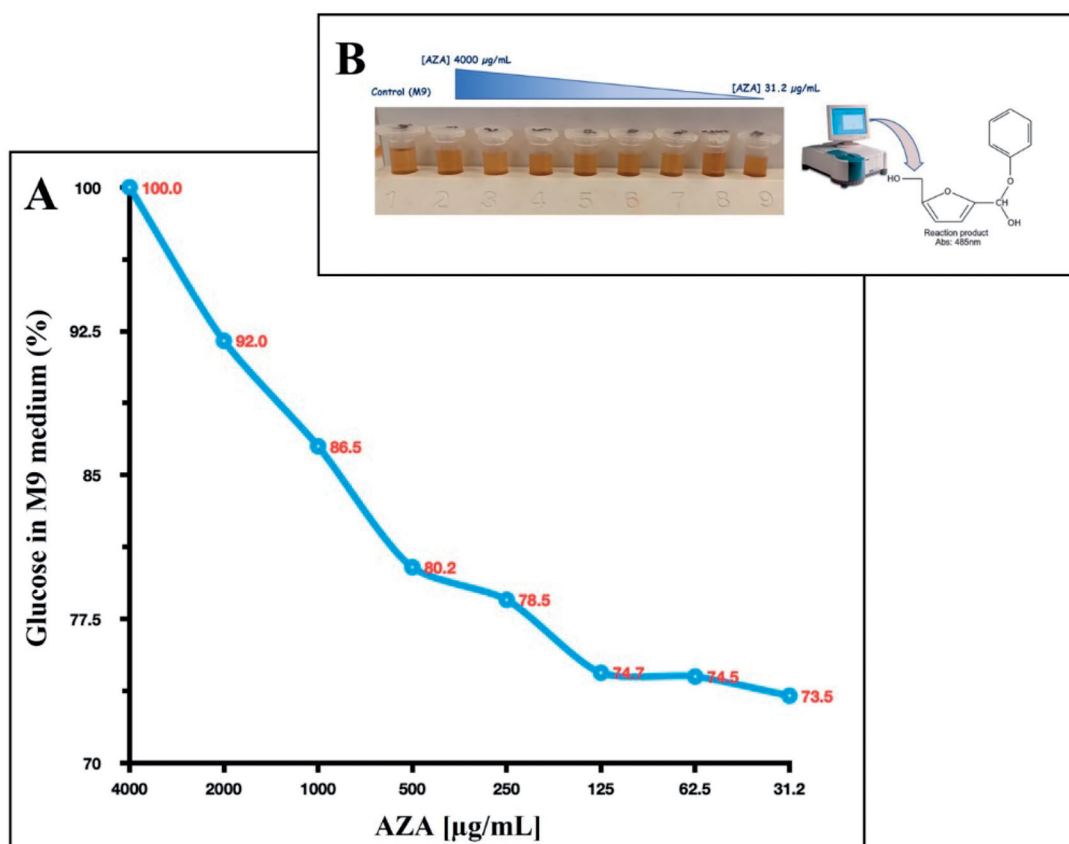 B
[AZA] 4000 µg/mL
Control (M9)
[AZA] 31.2 µg/mL
1 2 3 4 5 6 7 8 9
HO
O
O
CH
OH
Reaction product
Abs: 485nm
A
Glucose in M9 medium (%)
100
92.5
85
77.5
70
100.0
92.0
86.5
80.2
78.5
74.7
74.5
73.5
4000 2000 1000 500 250 125 62.5 31.2
AZA [µg/mL]